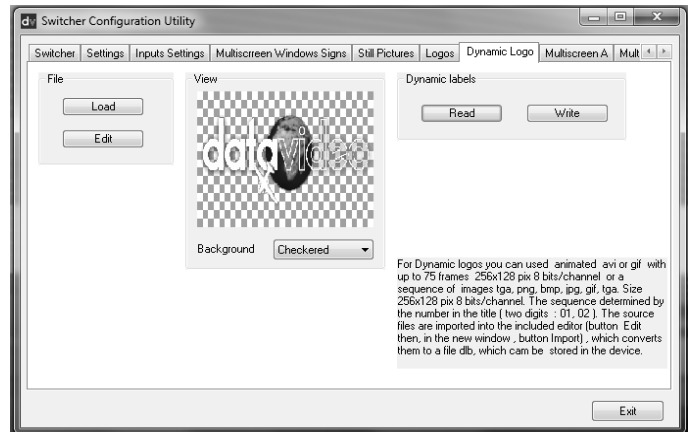 dv Switcher Configuration Utility
Switcher Settings Inputs Settings Multiscrreen Windows Signs Still Pictures Logos Dynamic Logo Multiscreen A Mult
File
Load
Edit
View
datavideo
Background Checkered
Dynamic labels
Read Write
For Dynamic logos you can used animated avi or gif with
up to 75 frames 256x128 pix 8 bits/channel or a
sequence of images tga, png, bmp, jpg, gif, tga. Size
256x128 pix 8 bits/channel. The sequence determined by
the number in the title ( two digits : 01, 02 ). The source
files are imported into the included editor (button Edit
then, in the new window , button Import) , which converts
them to a file dlb, which cam be stored in the device.
Exit